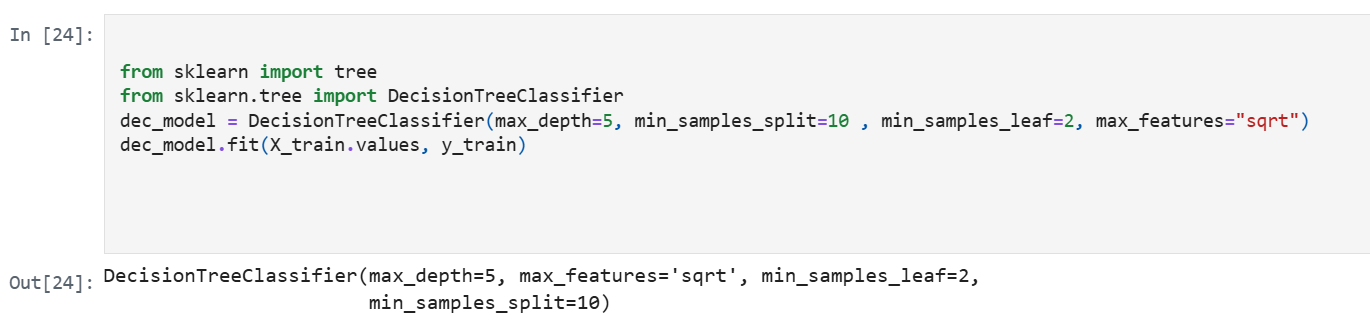 In [24]:
from sklearn import tree
from sklearn.tree import DecisionTreeClassifier
dec_model = DecisionTreeClassifier(max_depth=5, min_samples_split=10 , min_samples_leaf=2, max_features="sqrt")
dec_model.fit(X_train.values, y_train)
Out[24]: DecisionTreeClassifier(max_depth=5, max_features='sqrt', min_samples_leaf=2,
min_samples_split=10)